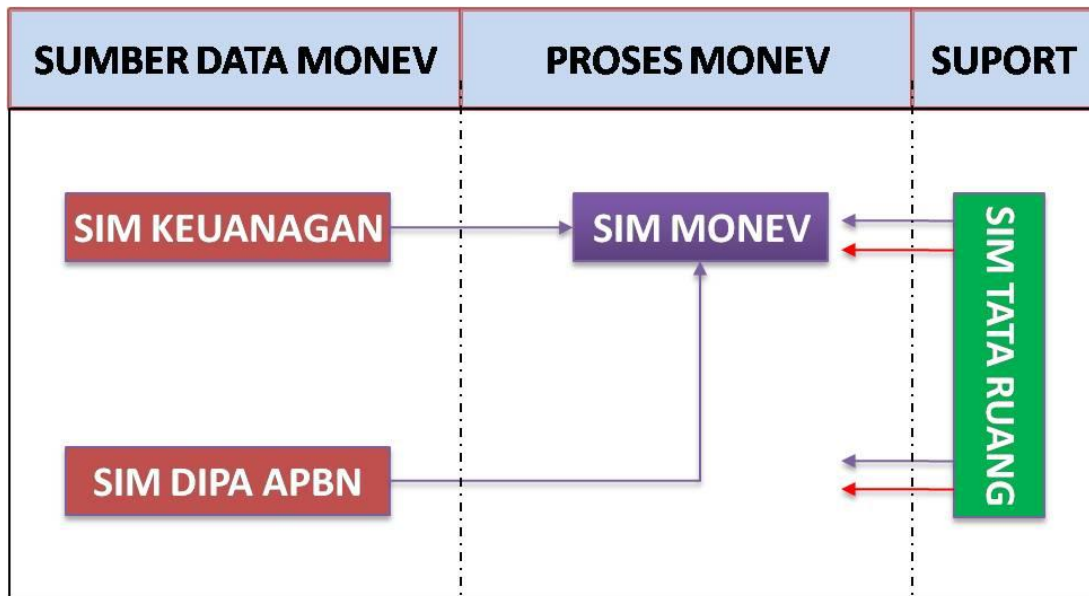 SUMBER DATA MONEV
PROSES MONEV
SUPORT
SIM KEUANAGAN
SIM MONEV
SIM TATA RUANG
SIM DIPA APBN